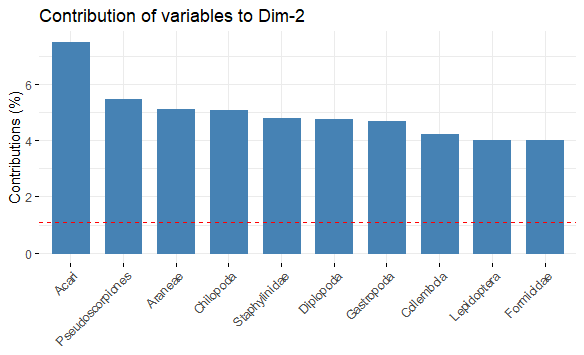 Contribution of variables to Dim-2
Contributions (%)
6
4
2
0
Acari
Pseudoscorpiones
Araneae
Chilopoda
Staphylinidae
Diplopoda
Gastropoda
Collembola
Lepidoptera
Formicidae